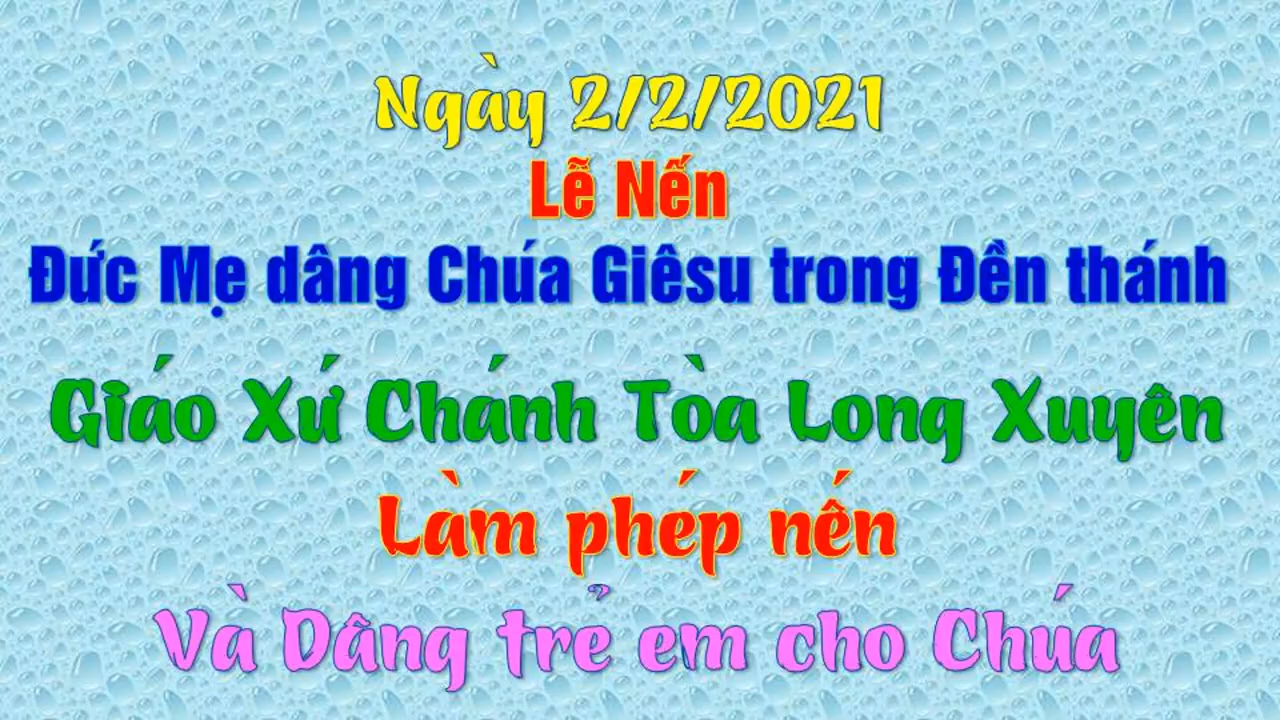 Ngày 2/2/2021
Lễ Nến
Đức Mẹ dâng Chúa Giêsu trong Đền thánh
Giáo Xứ Chánh Tòa Long Xuyên
Làm phép nến
Và Dâng trẻ em cho Chúa